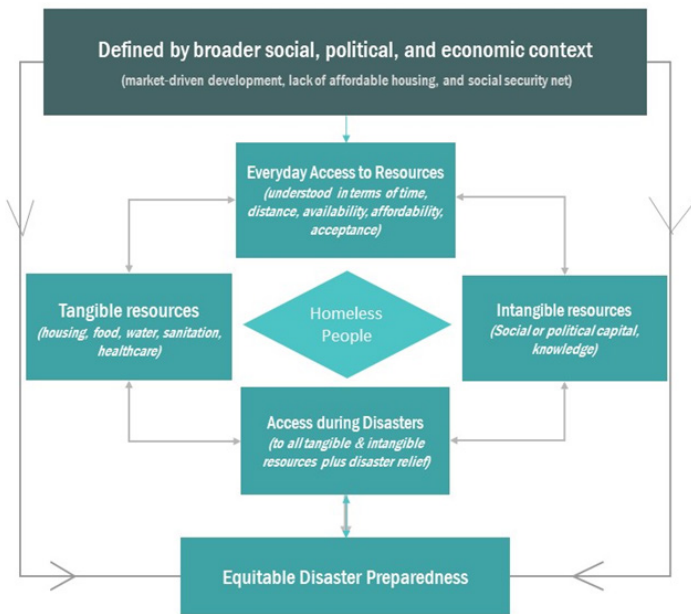 Defined by broader social, political, and economic context
(market-driven development, lack of affordable housing, and social security net)
Everyday Access to Resources
(understood in terms of time,
distance, availability, affordability,
acceptance)
Tangible resources
(housing, food, water, sanitation,
healthcare)
Homeless
People
Intangible resources
(Social or political capital,
knowledge)
Access during Disasters
(to all tangible & intangible
resources plus disaster relief)
Equitable Disaster Preparedness